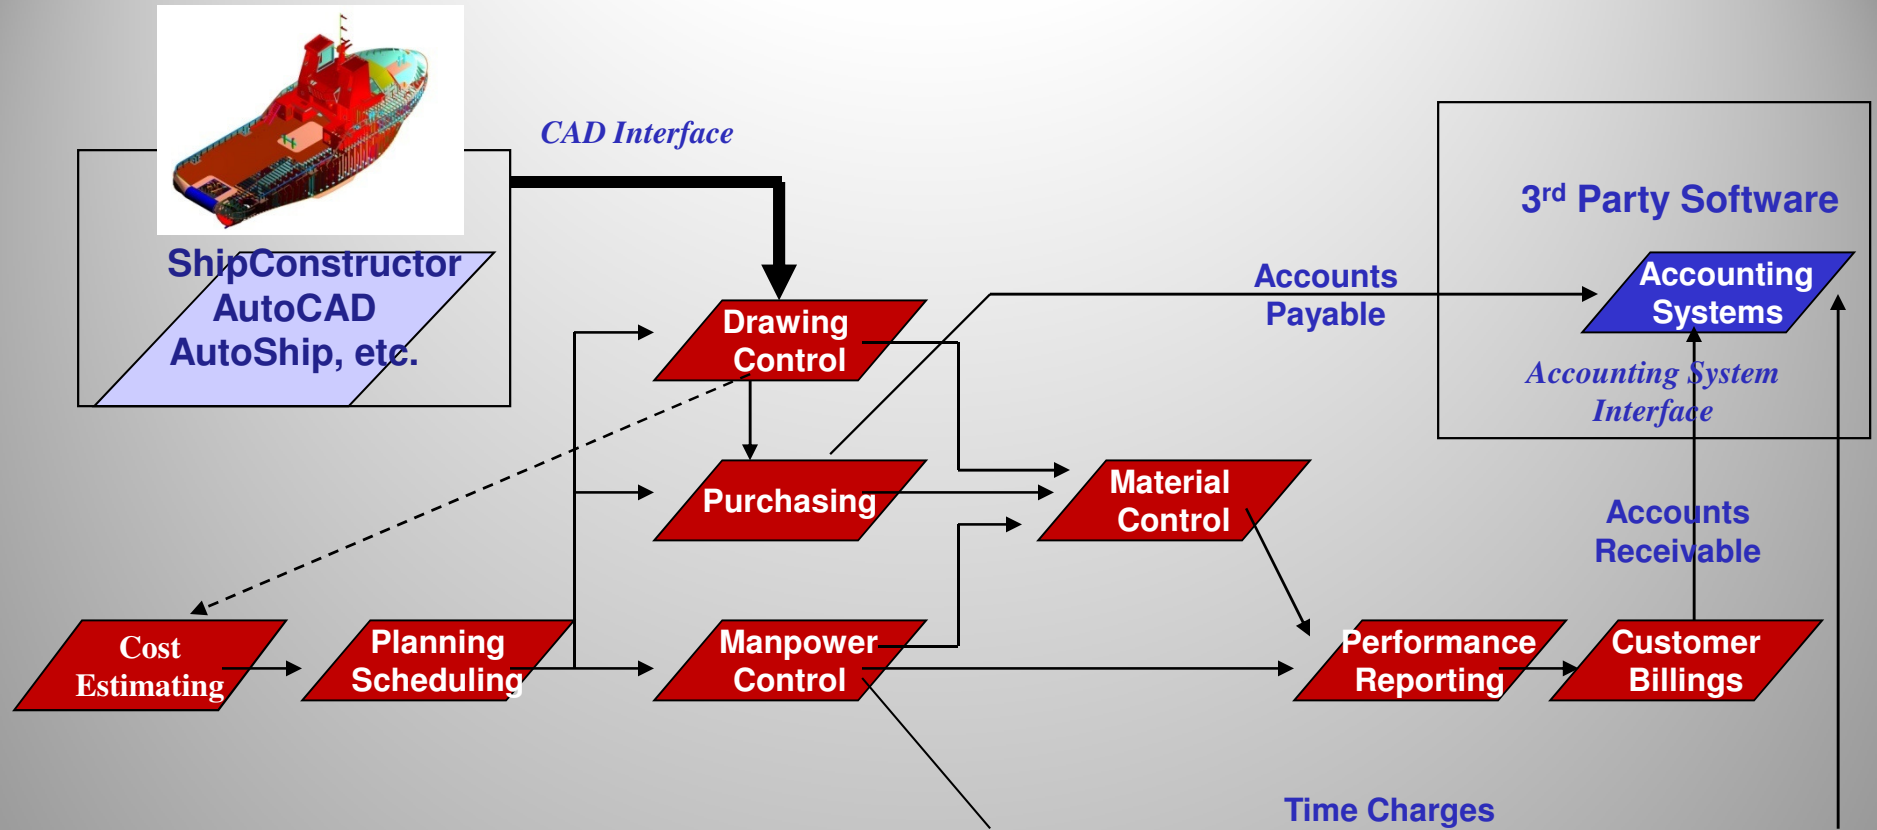 CAD Interface
3rd Party Software
ShipConstructor
AutoCAD
AutoShip, etc.
Accounts
Payable
Accounting
Systems
Drawing
Control
Accounting System
Interface
Purchasing
Material
Control
Accounts
Receivable
Cost
Estimating
Planning
Scheduling
Manpower
Control
Performance
Reporting
Customer
Billings
Time Charges